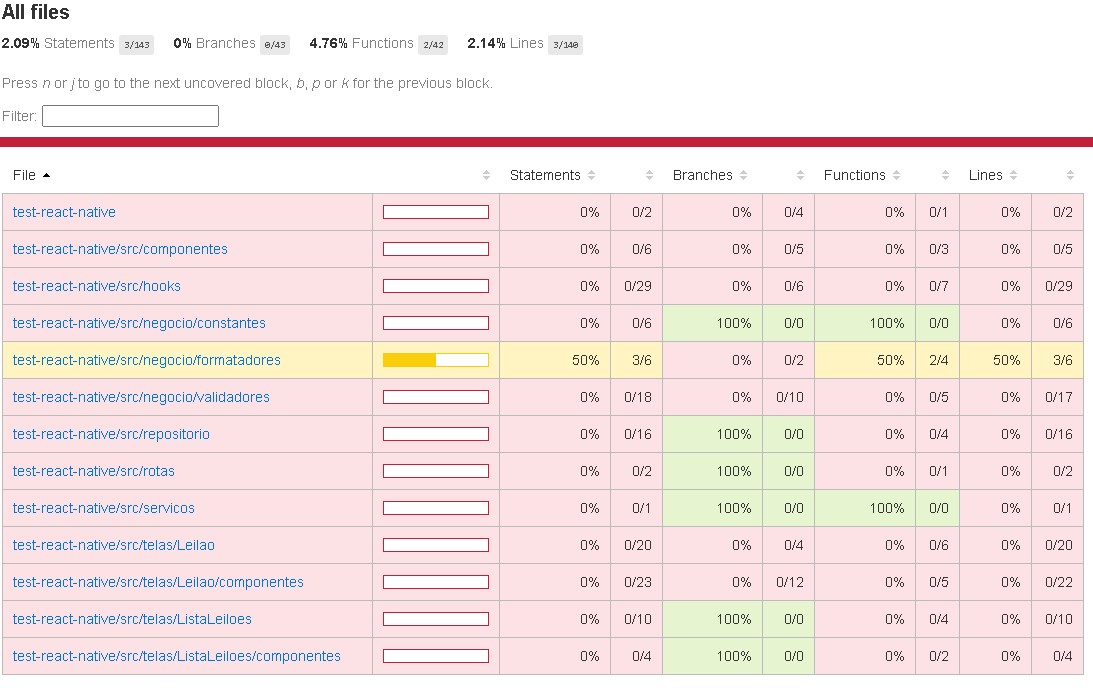 All files
2.09% Statements 3/143 0% Branches 0/43 4.76% Functions 2/42 2.14% Lines 3/140
Press n or j to go to the next uncovered block, b, p or k for the previous block.
Filter:
File Statements Branches Functions Lines
test-react-native 0% 0/2 0% 0/4 0% 0/1 0% 0/2
test-react-native/src/componentes 0% 0/6 0% 0/5 0% 0/3 0% 0/5
test-react-native/src/hooks 0% 0/29 0% 0/6 0% 0/7 0% 0/29
test-react-native/src/negocio/constantes 0% 0/6 100% 0/0 100% 0/0 0% 0/6
test-react-native/src/negocio/formatadores 50% 3/6 0% 0/2 50% 2/4 50% 3/6
test-react-native/src/negocio/validadores 0% 0/18 0% 0/10 0% 0/5 0% 0/17
test-react-native/src/repositorio 0% 0/16 100% 0/0 0% 0/4 0% 0/16
test-react-native/src/rotas 0% 0/2 100% 0/0 0% 0/1 0% 0/2
test-react-native/src/servicos 0% 0/1 100% 0/0 100% 0/0 0% 0/1
test-react-native/src/telas/Leilao 0% 0/20 0% 0/4 0% 0/6 0% 0/20
test-react-native/src/telas/Leilao/componentes 0% 0/23 0% 0/12 0% 0/5 0% 0/22
test-react-native/src/telas/ListaLeiloes 0% 0/10 100% 0/0 0% 0/4 0% 0/10
test-react-native/src/telas/ListaLeiloes/componentes 0% 0/4 100% 0/0 0% 0/2 0% 0/4